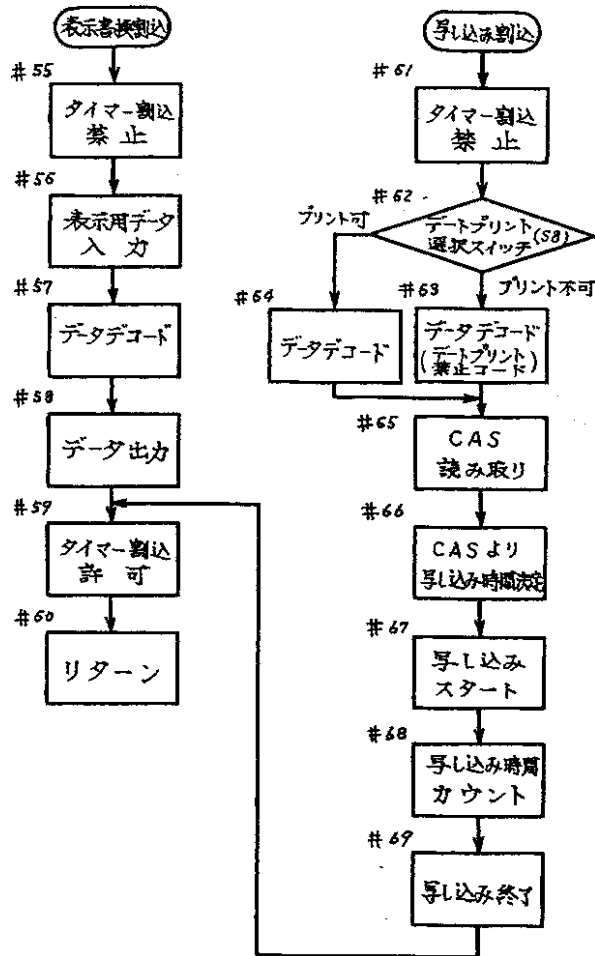 表示書換割込
#55
タイマー割込
禁止
#56
表示用データ
入力
#57
データデコード
#58
データ出力
#59
タイマー割込
許可
#60
リターン
写し込み割込
#61
タイマー割込
禁止
#62
プリント可
デートプリント
選択スイッチ(S8)
プリント不可
#64
データデコード
#63
データデコード
(デートプリント
禁止コード)
#65
CAS
読み取り
#66
CASより
写し込み時間決定
#67
写し込み
スタート
#68
写し込み時間
カウント
#69
写し込み終了